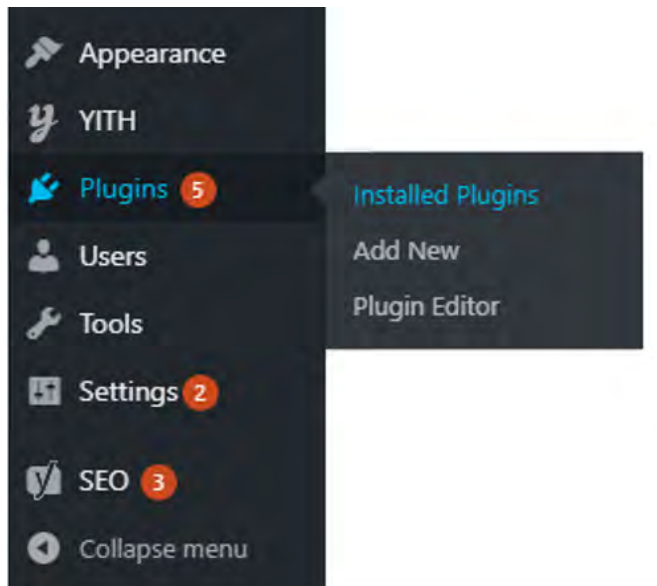 Appearance
YITH
Plugins 5
Installed Plugins
Add New
Plugin Editor
Users
Tools
Settings 2
SEO 3
Collapse menu